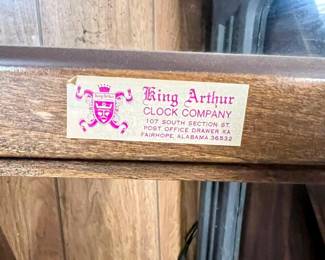 King Arthur
CLOCK COMPANY
107 SOUTH SECTION ST.
POST OFFICE DRAWER KA
FAIRHOPE, ALABAMA 36532